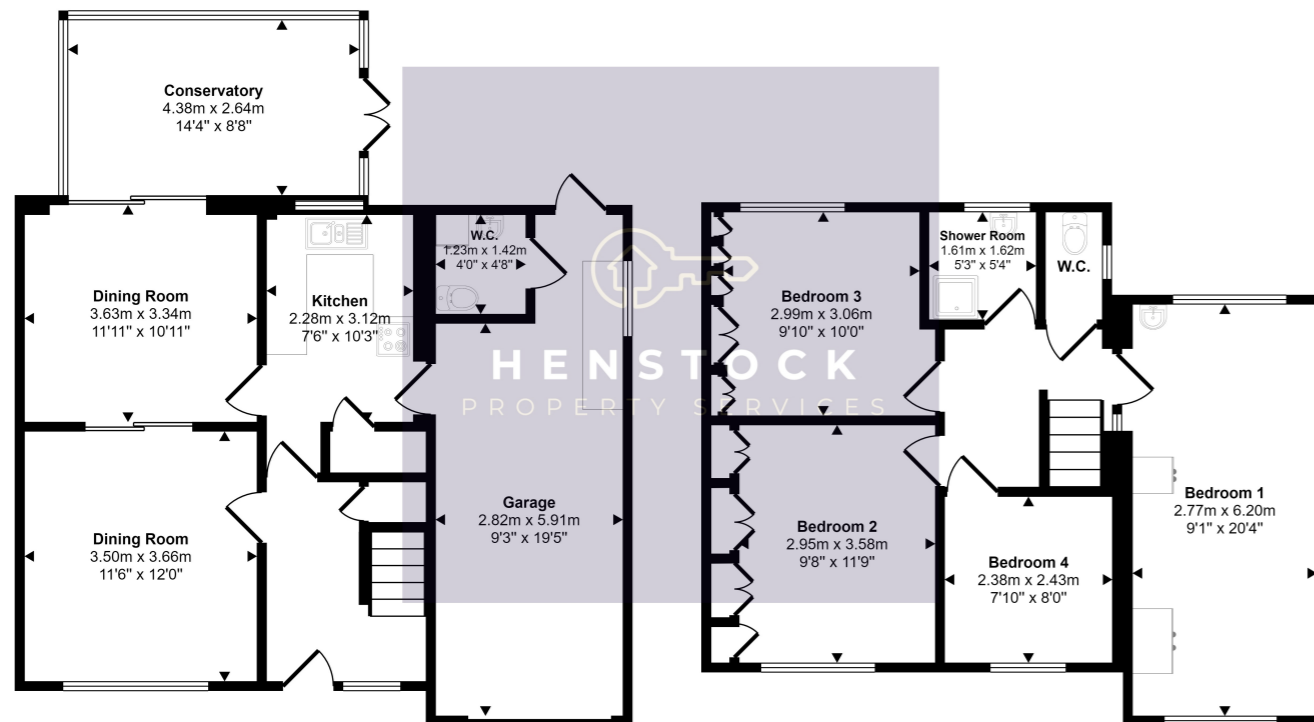 Conservatory
4.38m x 2.64m
14'4" x 8'8"
Dining Room
3.63m x 3.34m
11'11" x 10'11"
Kitchen
2.28m x 3.12m
7'6" x 10'3"
W.C.
1.23m x 1.42m
4'0" x 4'8"
Dining Room
3.50m x 3.66m
11'6" x 12'0"
Garage
2.82m x 5.91m
9'3" x 19'5"
HENSTOCK
PROPERTY SERVICES
Bedroom 3
2.99m x 3.06m
9'10" x 10'0"
Shower Room
1.61m x 1.62m
5'3" x 5'4"
W.C.
Bedroom 2
2.95m x 3.58m
9'8" x 11'9"
Bedroom 4
2.38m x 2.43m
7'10" x 8'0"
Bedroom 1
2.77m x 6.20m
9'1" x 20'4"